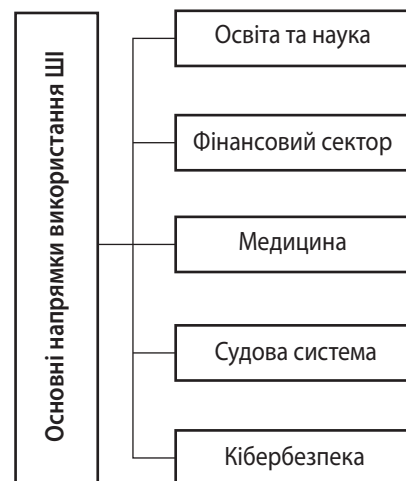 Основні напрямки використання ШІ
Освіта та наука
Фінансовий сектор
Медицина
Судова система
Кібербезпека